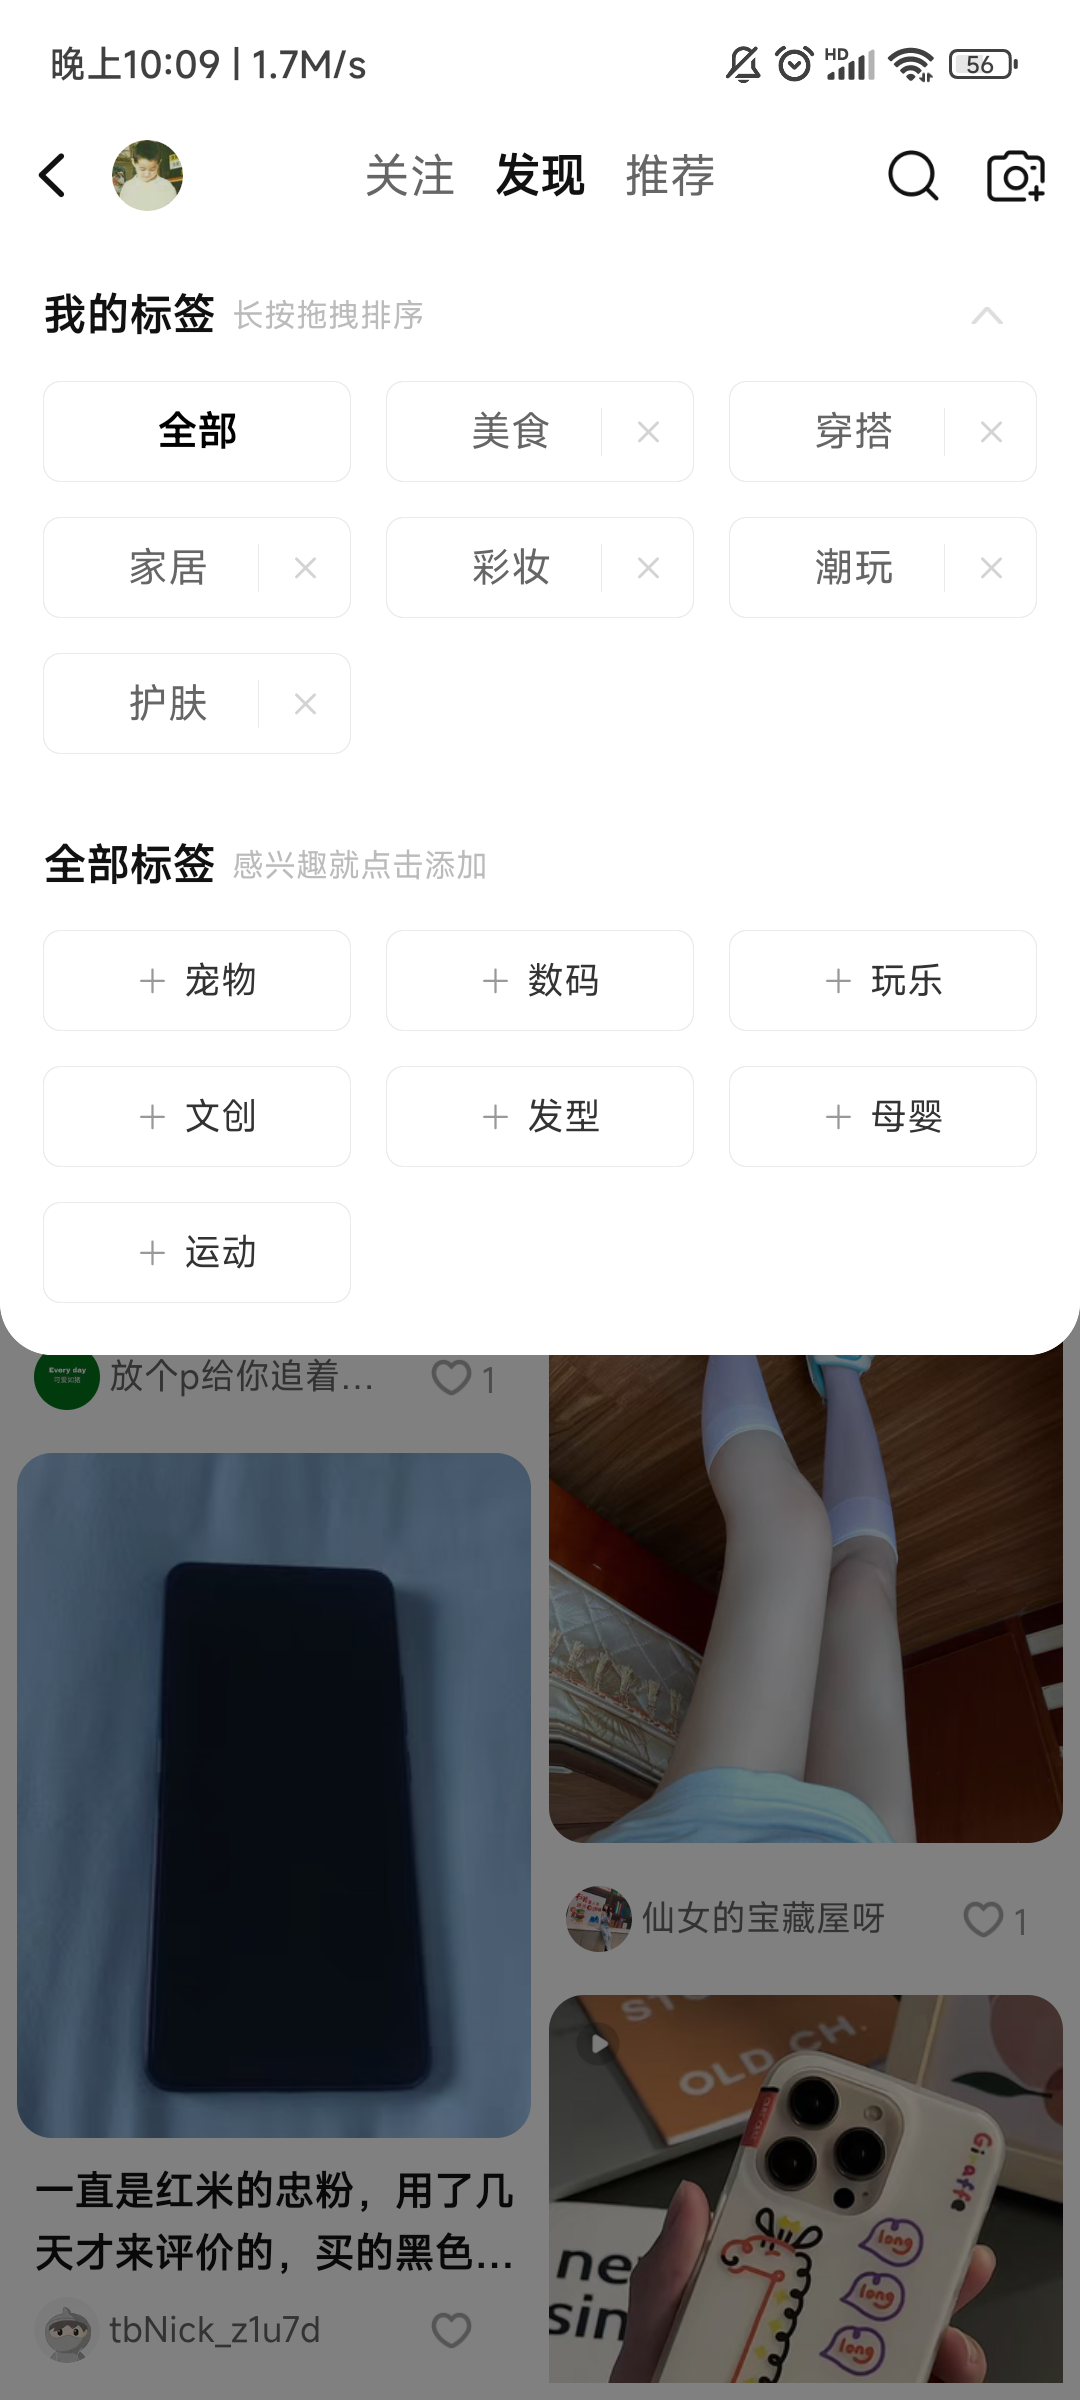 晚上10:09 | 1.7M/s
HD
56
关注 发现 推荐
我的标签 长按拖拽排序
全部 美食 穿搭
家居 彩妆 潮玩
护肤
全部标签 感兴趣就点击添加
宠物 数码 玩乐
文创 发型 母婴
运动
Every day
放个p给你追着... 1
仙女的宝藏屋呀 1
OLD CH.
Giraffe
long
long
long
一直是红米的忠粉，用了几
天才来评价的，买的黑色...
tbNick_z1u7d